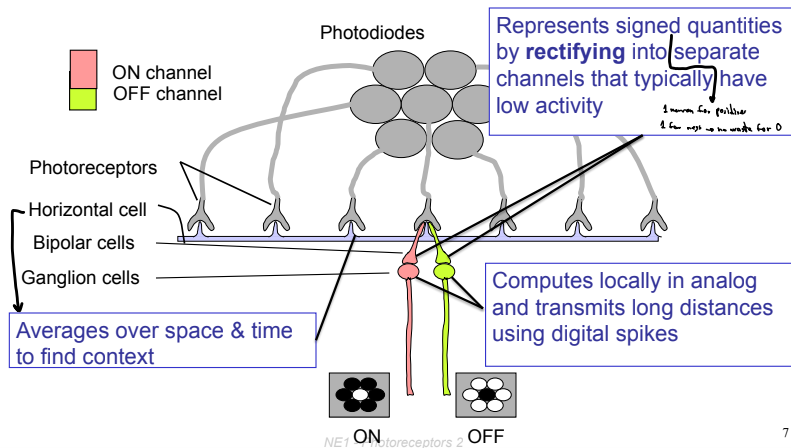 Photodiodes
Represents signed quantities
by rectifying into separate
channels that typically have
low activity
1 neuron for positives
1 for neg so no waste for 0
ON channel
OFF channel
Photoreceptors
Horizontal cell
Bipolar cells
Ganglion cells
Computes locally in analog
and transmits long distances
using digital spikes
Averages over space & time
to find context
ON
OFF
NE1 - Photoreceptors 2
7